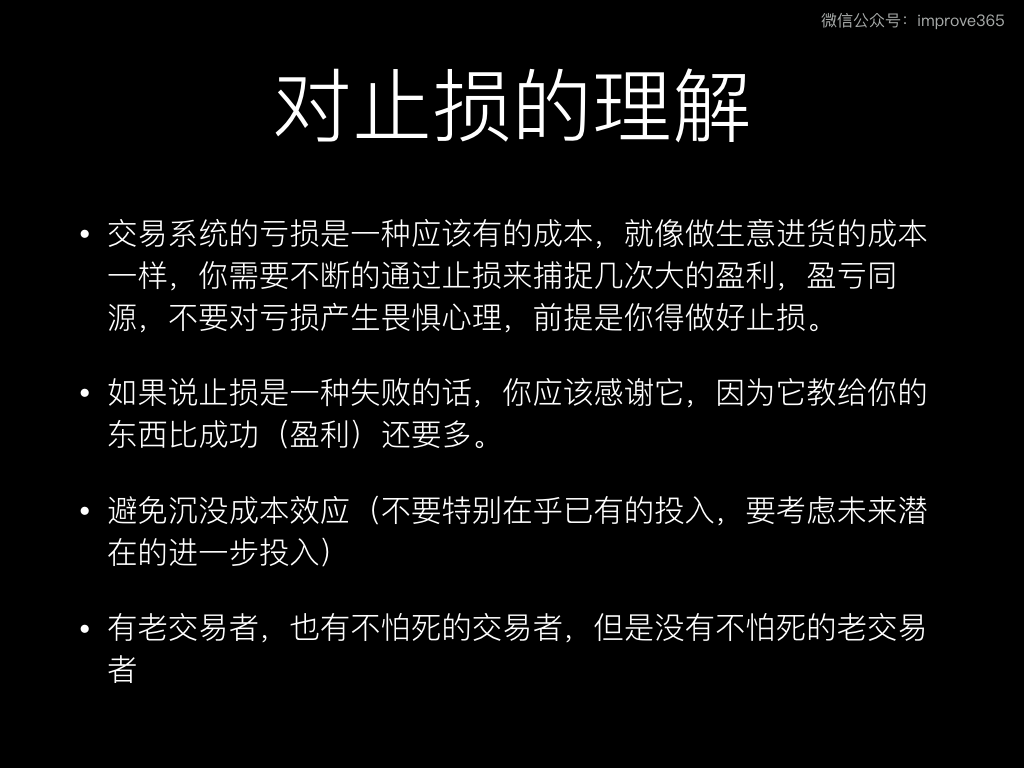 微信公众号：improve365
对止损的理解
• 交易系统的亏损是一种应该有的成本，就像做生意进货的成本
一样，你需要不断的通过止损来捕捉几次大的盈利，盈亏同
源，不要对亏损产生畏惧心理，前提是你得做好止损。
• 如果说止损是一种失败的话，你应该感谢它，因为它教给你的
东西比成功（盈利）还要多。
• 避免沉没成本效应（不要特别在乎已有的投入，要考虑未来潜
在的进一步投入）
• 有老交易者，也有不怕死的交易者，但是没有不怕死的老交易
者